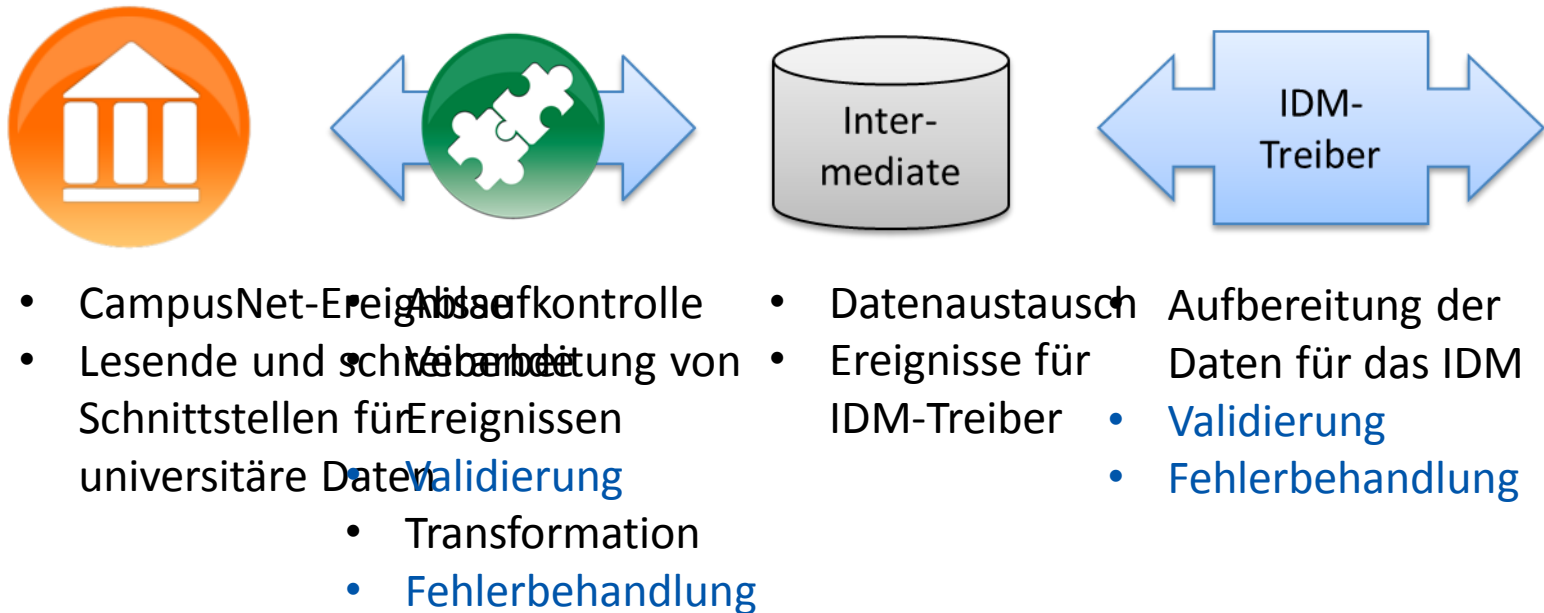 Inter-
mediate
IDM-
Treiber
• CampusNet-Ereignisse
• Lesende und schreibende
Schnittstellen für
universitäre Daten
• Ablaufkontrolle
• Verarbeitung von
Ereignissen
• Validierung
• Transformation
• Fehlerbehandlung
• Datenaustausch
• Ereignisse für
IDM-Treiber
• Aufbereitung der
Daten für das IDM
• Validierung
• Fehlerbehandlung